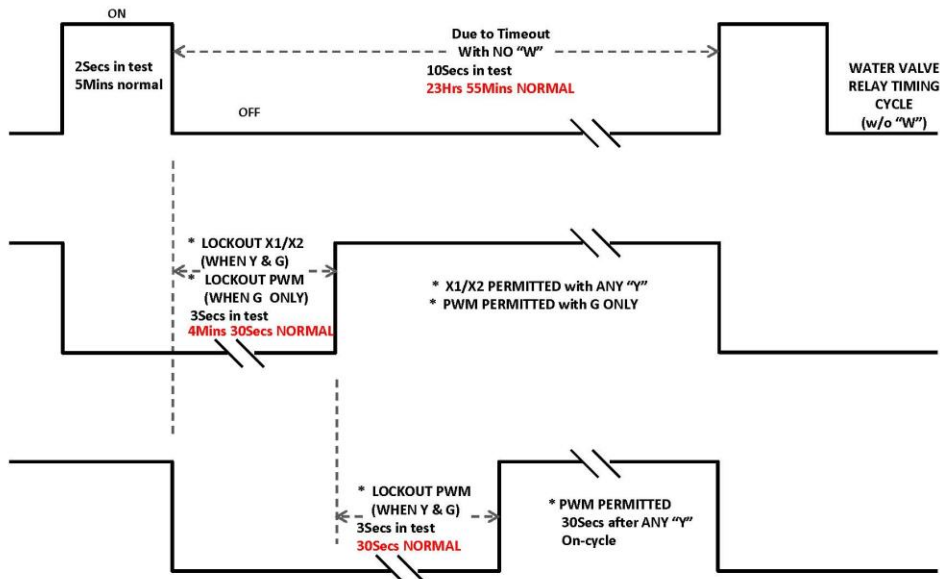 ON
2Secs in test
5Mins normal
OFF
Due to Timeout
With NO “W”
10Secs in test
23Hrs 55Mins NORMAL
WATER VALVE
RELAY TIMING
CYCLE
(w/o “W”)
* LOCKOUT X1/X2
(WHEN Y & G)
* LOCKOUT PWM
(WHEN G ONLY)
3Secs in test
4Mins 30Secs NORMAL
* X1/X2 PERMITTED with ANY “Y”
* PWM PERMITTED with G ONLY
* LOCKOUT PWM
(WHEN Y & G)
3Secs in test
30Secs NORMAL
* PWM PERMITTED
30Secs after ANY “Y”
On-cycle